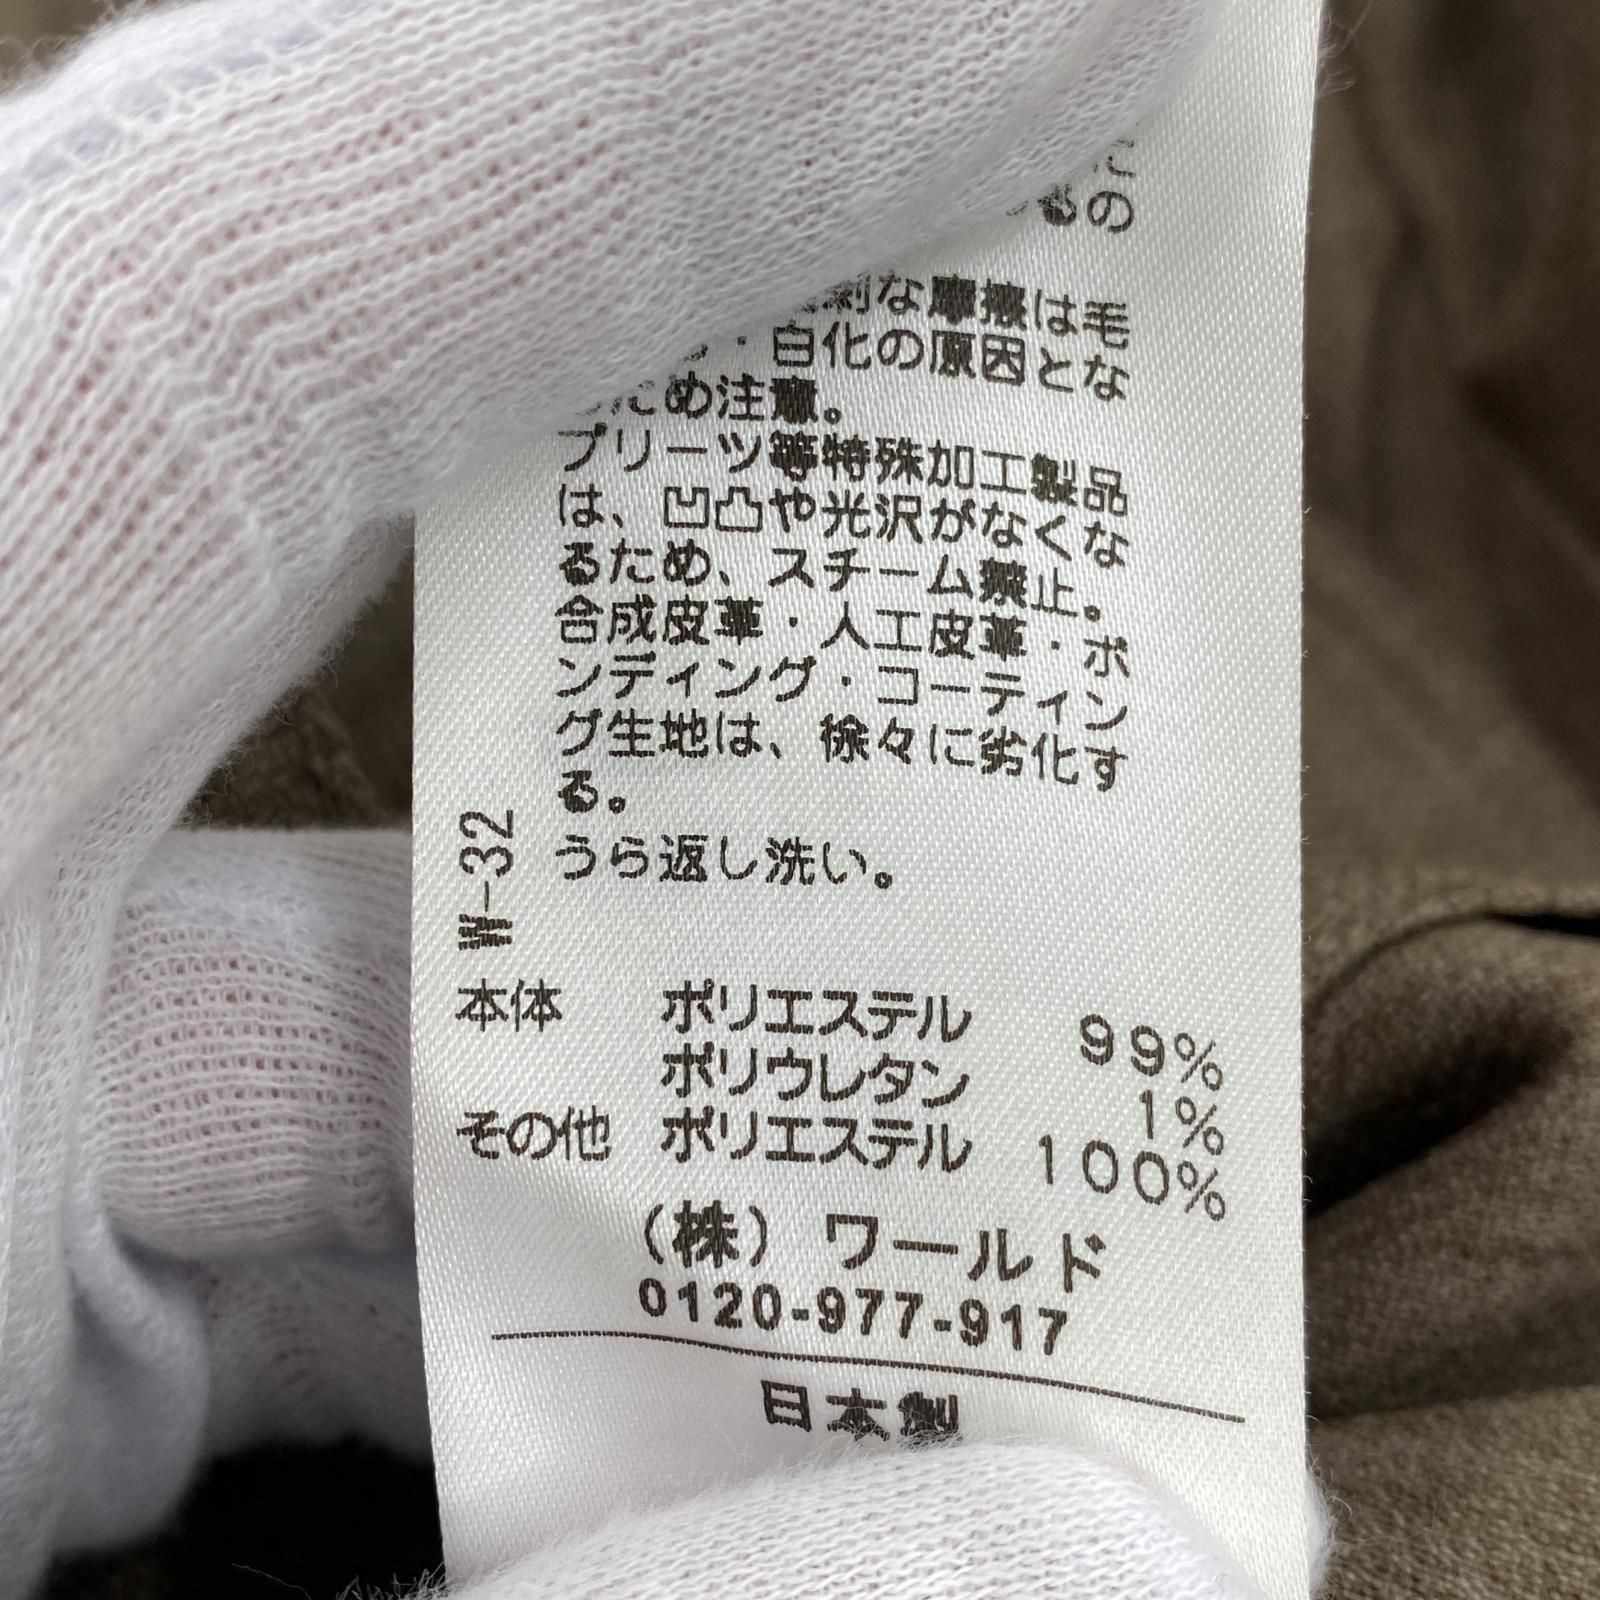 に
るの
な摩擦は毛
・白化の原因とな
ため注意。
プリーツ等特殊加工製品
は、凹凸や光沢がなくな
るため、スチーム禁止。
合成皮革・人工皮革・ボ
ンディング・コーティン
グ生地は、徐々に劣化す
る。
うら返し洗い。
W-32
本体 ポリエステル 99%
ポリウレタン 1%
その他 ポリエステル 100%
(株) ワールド
0120-977-917
日本製